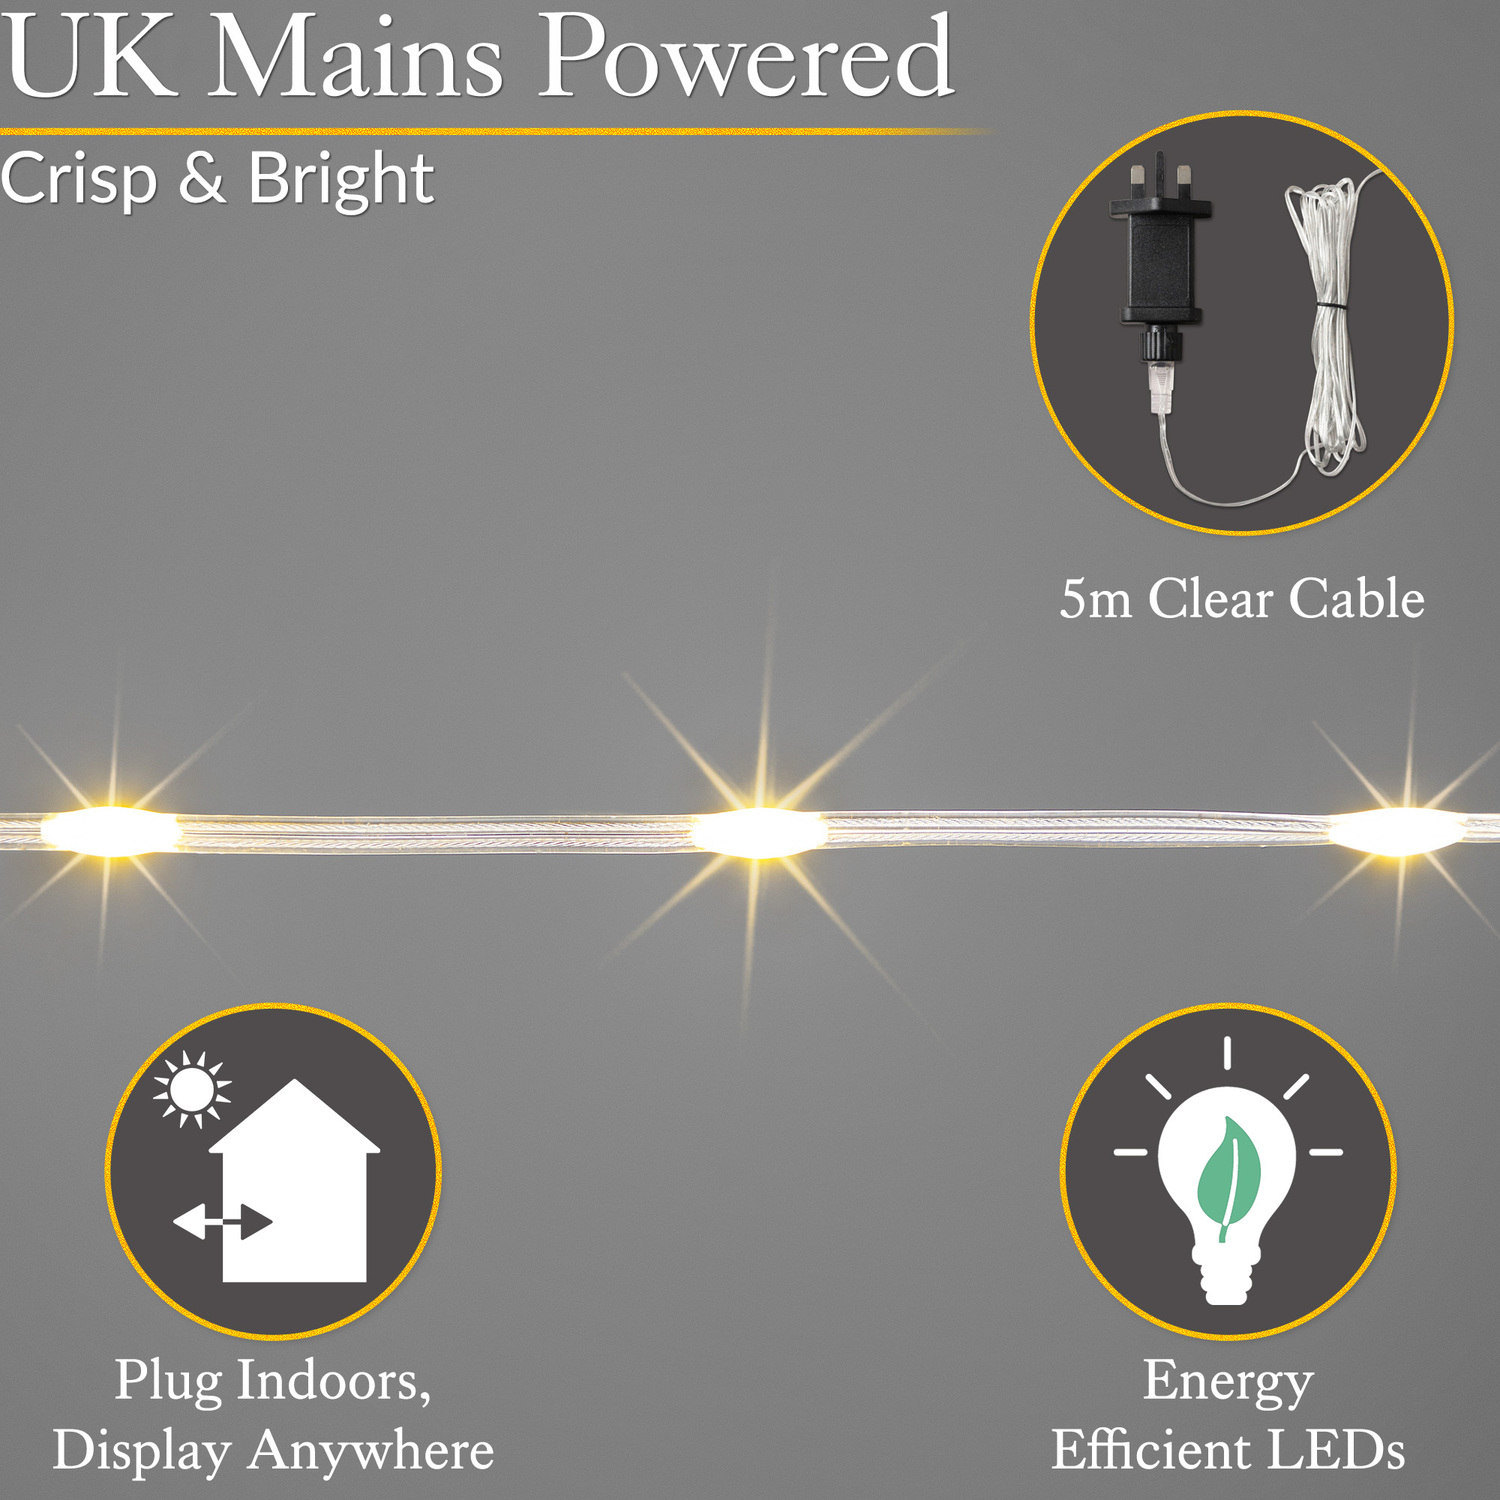 UK Mains Powered
Crisp & Bright
5m Clear Cable
Plug Indoors,
Display Anywhere
Energy
Efficient LEDs